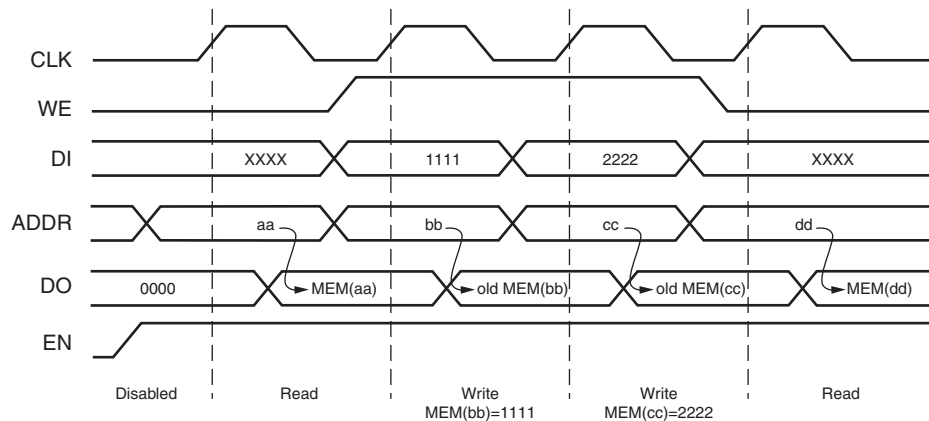 CLK
WE
DI XXXX 1111 2222 XXXX
ADDR aa bb cc dd
DO 0000 MEM(aa) old MEM(bb) old MEM(cc) MEM(dd)
EN
Disabled Read Write Write Read
MEM(bb)=1111 MEM(cc)=2222